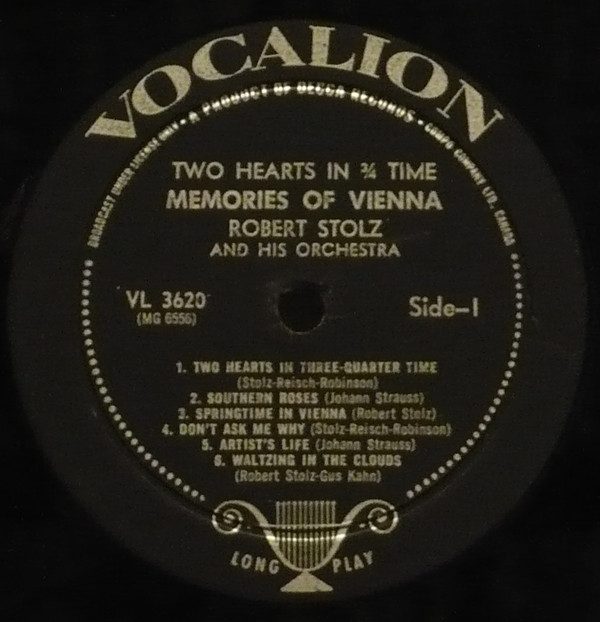 VOCALION
BROADCAST UNDER LICENSE ONLY • A PRODUCT OF DECCA RECORDS • COMPO COMPANY LTD., CANADA
TWO HEARTS IN ¾ TIME
MEMORIES OF VIENNA
ROBERT STOLZ
AND HIS ORCHESTRA
VL 3620
(MG 6556)
Side-1
1. TWO HEARTS IN THREE-QUARTER TIME
(Stolz-Reisch-Robinson)
2. SOUTHERN ROSES (Johann Strauss)
3. SPRINGTIME IN VIENNA (Robert Stolz)
4. DON'T ASK ME WHY (Stolz-Reisch-Robinson)
5. ARTIST'S LIFE (Johann Strauss)
6. WALTZING IN THE CLOUDS
(Robert Stolz-Gus Kahn)
LONG PLAY